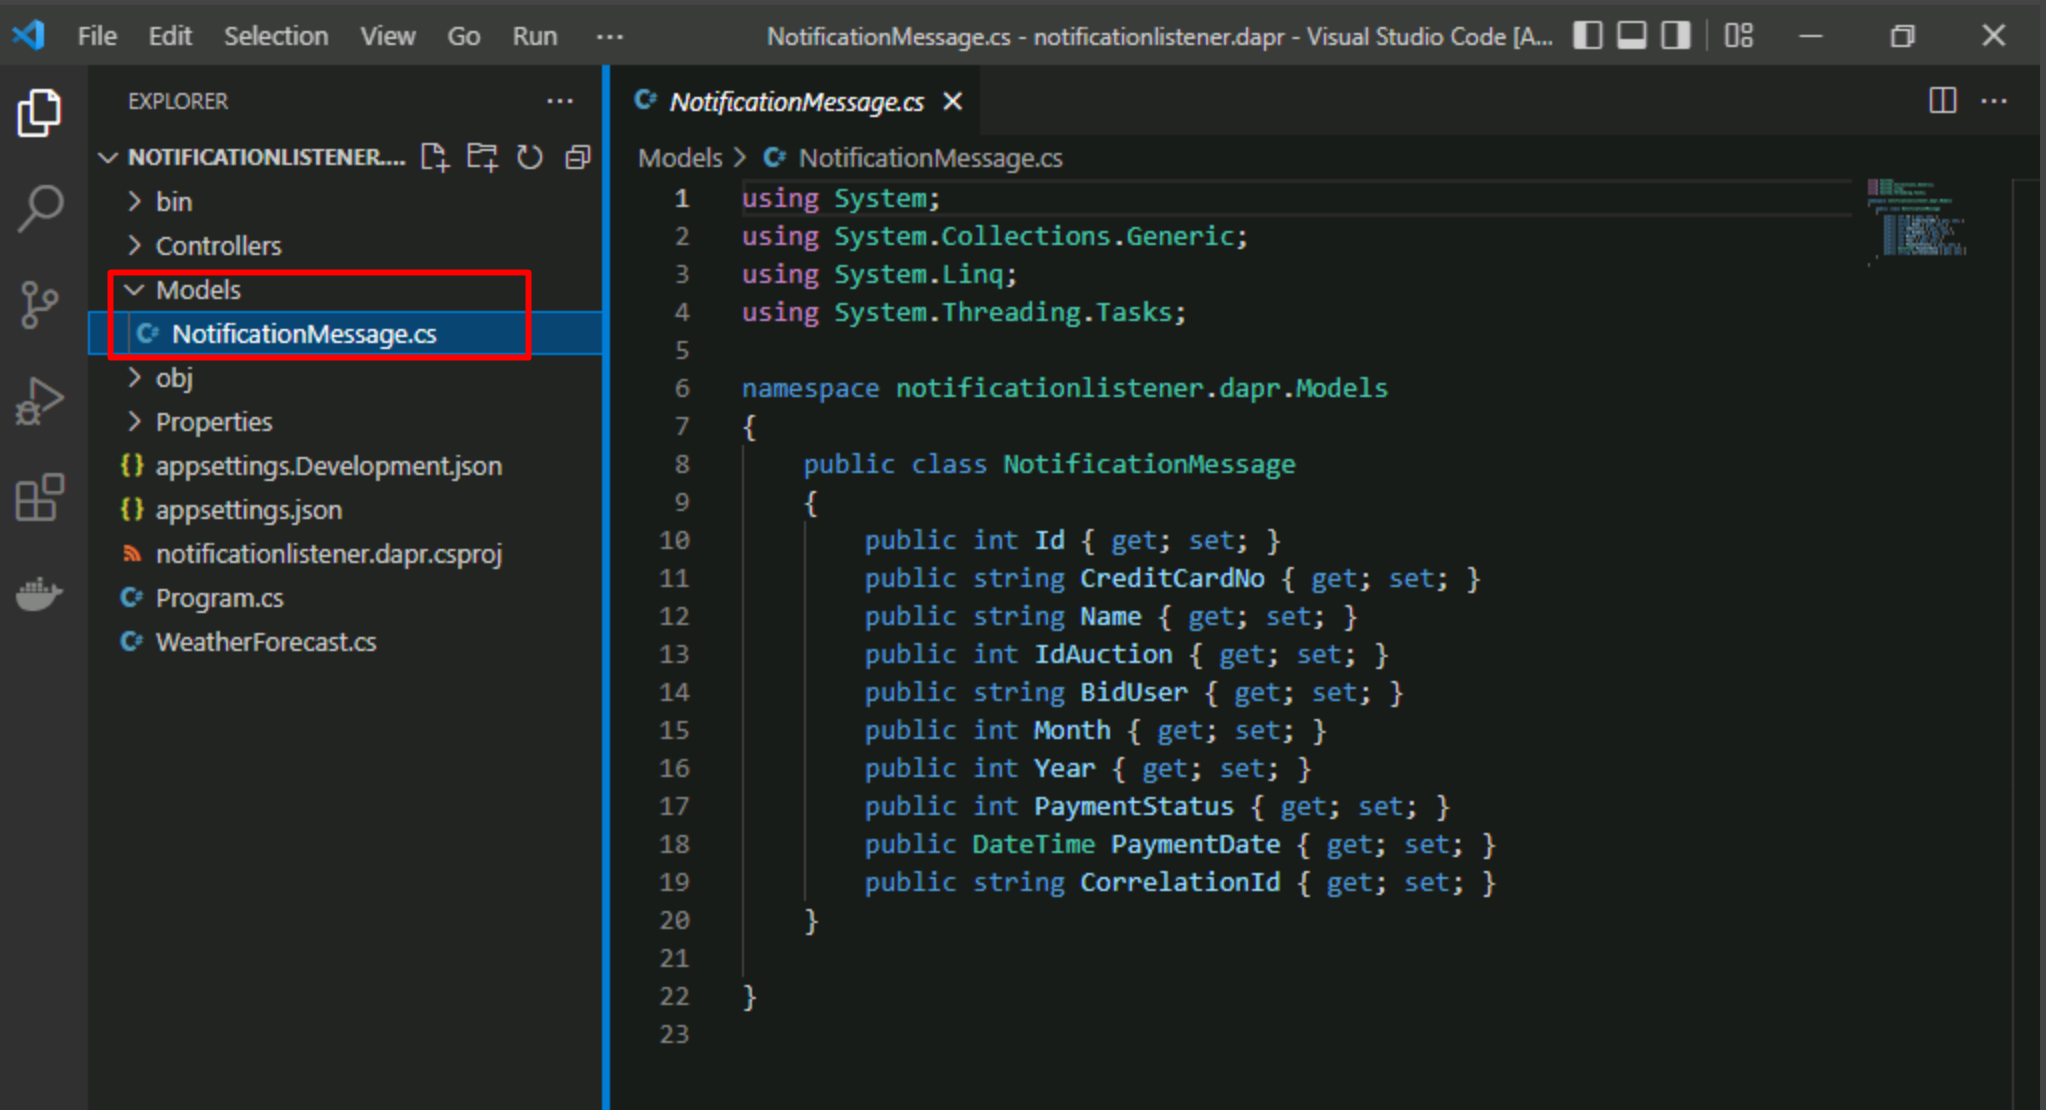 File Edit Selection View Go Run ··· NotificationMessage.cs - notificationlistener.dapr - Visual Studio Code [A...
EXPLORER ···
NOTIFICATIONLISTENER....
bin
Controllers
Models
NotificationMessage.cs
obj
Properties
{} appsettings.Development.json
{} appsettings.json
notificationlistener.dapr.csproj
C# Program.cs
C# WeatherForecast.cs
C# NotificationMessage.cs
Models > C# NotificationMessage.cs
1 using System;
2 using System.Collections.Generic;
3 using System.Linq;
4 using System.Threading.Tasks;
5
6 namespace notificationlistener.dapr.Models
7 {
8 public class NotificationMessage
9 {
10 public int Id { get; set; }
11 public string CreditCardNo { get; set; }
12 public string Name { get; set; }
13 public int IdAuction { get; set; }
14 public string BidUser { get; set; }
15 public int Month { get; set; }
16 public int Year { get; set; }
17 public int PaymentStatus { get; set; }
18 public DateTime PaymentDate { get; set; }
19 public string CorrelationId { get; set; }
20 }
21
22 }
23